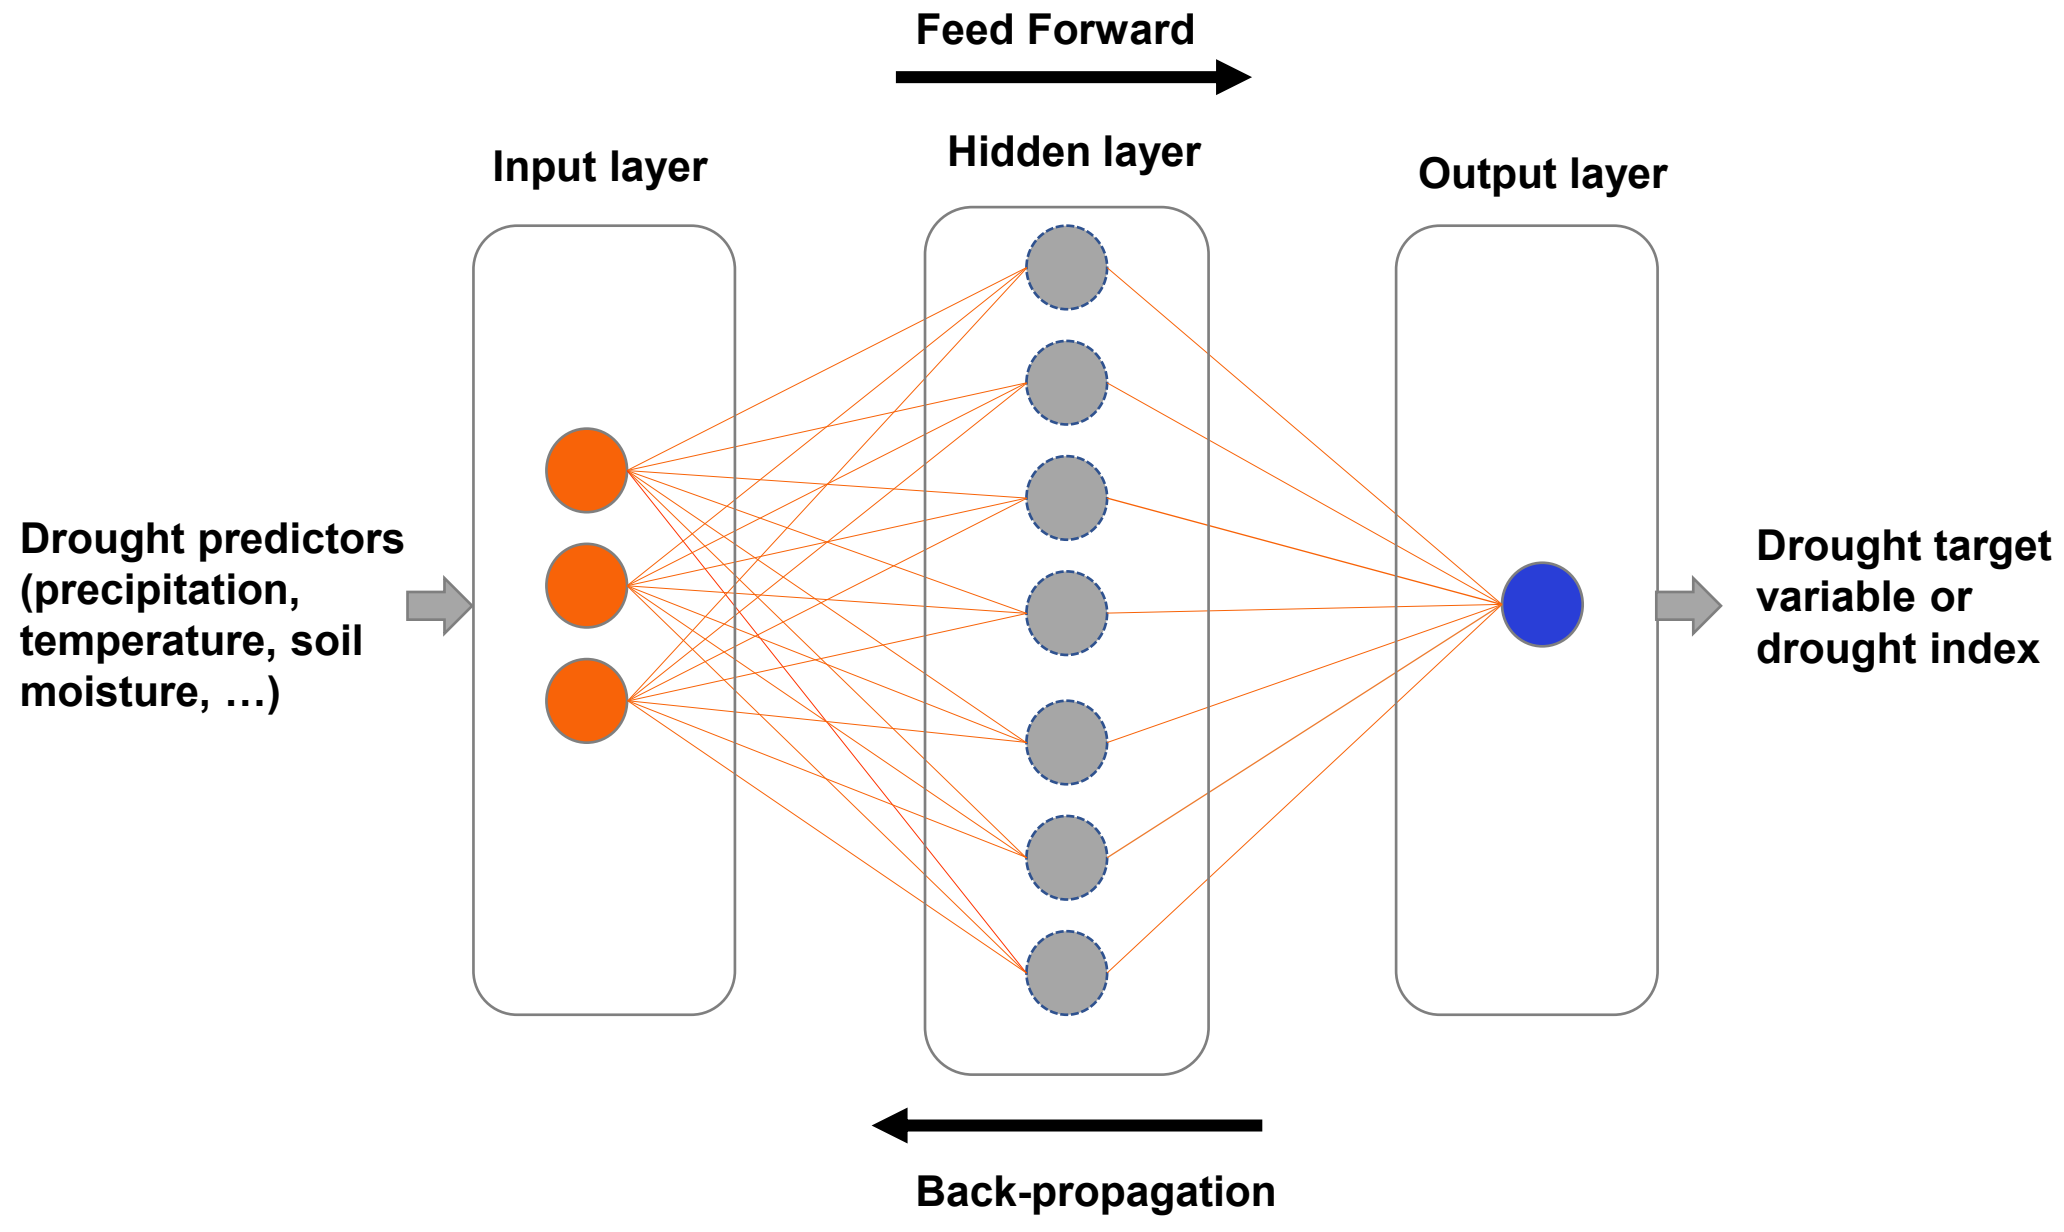 Feed Forward
Input layer
Hidden layer
Output layer
Drought predictors
(precipitation,
temperature, soil
moisture, …)
Drought target
variable or
drought index
Back-propagation